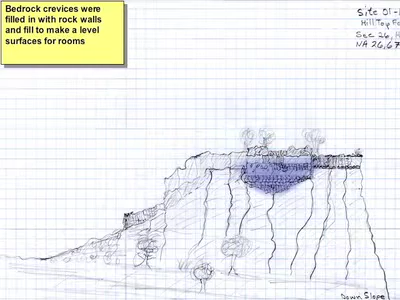 Bedrock crevices were
filled in with rock walls
and fill to make a level
surfaces for rooms
Site 01-
Hill Top
Sec 26,
NA 26,67
Down Slope